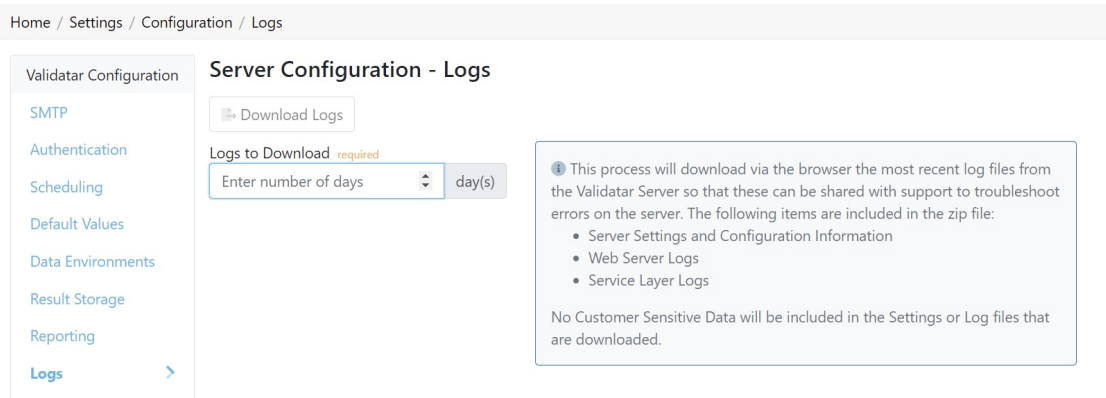 Home / Settings / Configuration / Logs
Validatar Configuration
SMTP
Authentication
Scheduling
Default Values
Data Environments
Result Storage
Reporting
Logs
Server Configuration - Logs
Download Logs
Logs to Download required
Enter number of days day(s)
This process will download via the browser the most recent log files from
the Validatar Server so that these can be shared with support to troubleshoot
errors on the server. The following items are included in the zip file:
• Server Settings and Configuration Information
• Web Server Logs
• Service Layer Logs
No Customer Sensitive Data will be included in the Settings or Log files that
are downloaded.